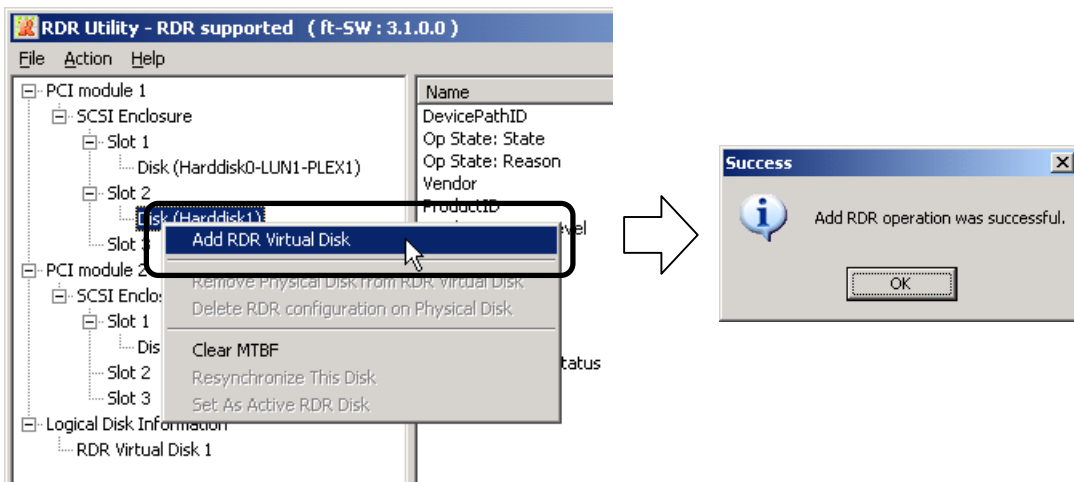 RDR Utility - RDR supported ( ft-SW : 3.1.0.0 )
File Action Help
PCI module 1
SCSI Enclosure
Slot 1
Disk (Harddisk0-LUN1-PLEX1)
Slot 2
Disk (Harddisk1)
Slot 3
PCI module 2
SCSI Enclo
Slot 1
Dis
Slot 2
Slot 3
Logical Disk Information
RDR Virtual Disk 1
Name
DevicePathID
Op State: State
Op State: Reason
Vendor
ProductID
evel
tatus
Add RDR Virtual Disk
Remove Physical Disk from RDR Virtual Disk
Delete RDR configuration on Physical Disk
Clear MTBF
Resynchronize This Disk
Set As Active RDR Disk
Success
Add RDR operation was successful.
OK